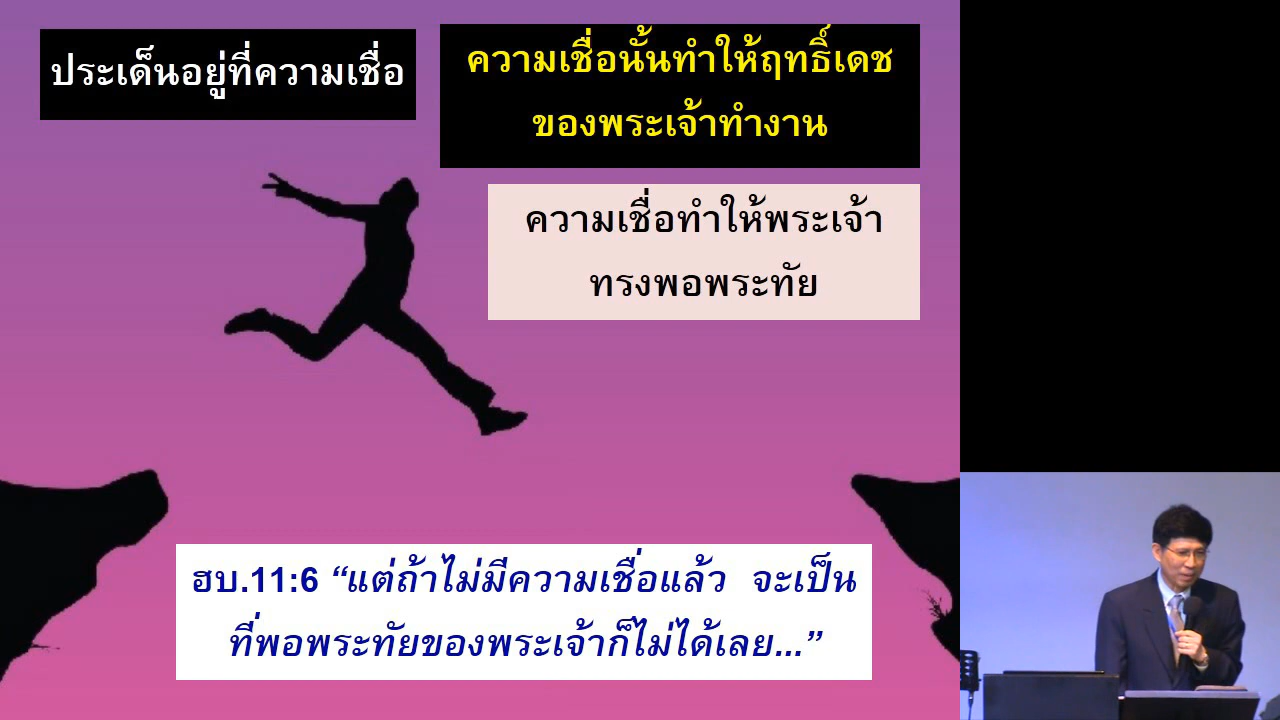 ประเด็นอยู่ที่ความเชื่อ
ความเชื่อนั้นทำให้ฤทธิ์เดช
ของพระเจ้าทำงาน
ความเชื่อทำให้พระเจ้า
ทรงพอพระทัย
ฮบ.11:6 “แต่ถ้าไม่มีความเชื่อแล้ว จะเป็น
ที่พอพระทัยของพระเจ้าก็ไม่ได้เลย...”